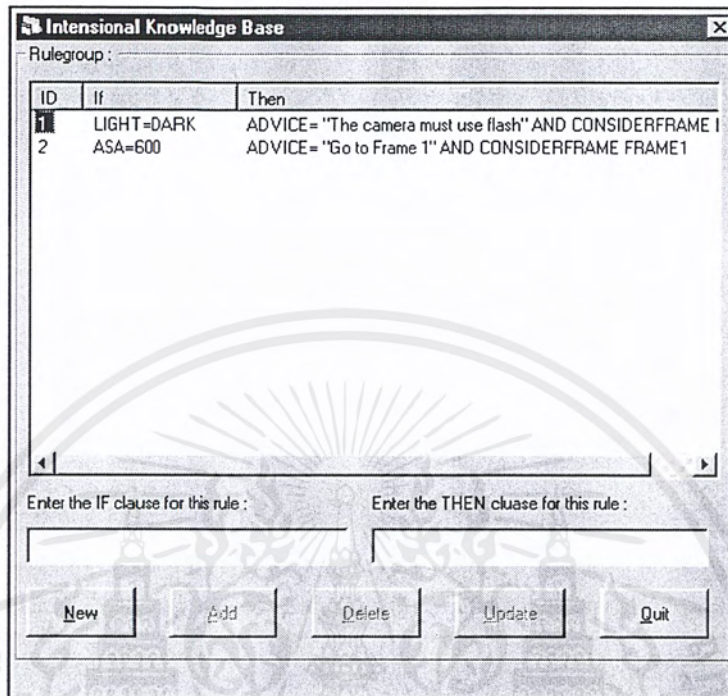 Intensional Knowledge Base
Rulegroup :
ID If Then
1 LIGHT=DARK ADVICE= "The camera must use flash" AND CONSIDERFRAME
2 ASA=600 ADVICE= "Go to Frame 1" AND CONSIDERFRAME FRAME1
Enter the IF clause for this rule : Enter the THEN cluase for this rule :
New Add Delete Update Quit